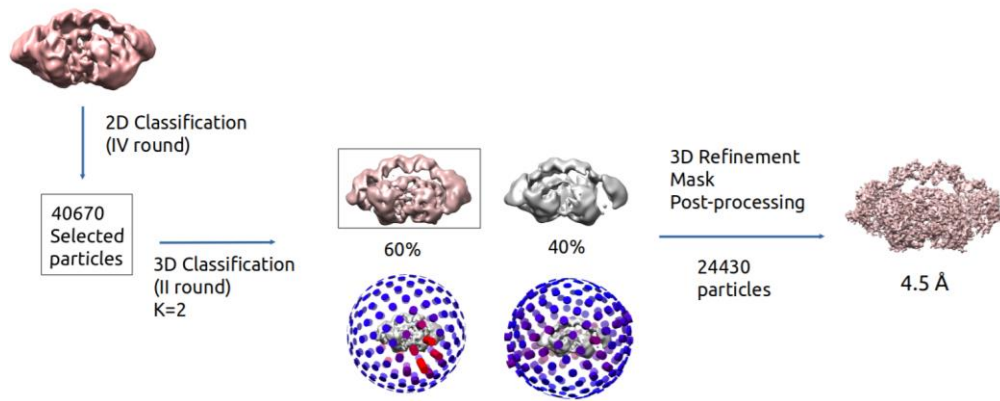 2D Classification
(IV round)
40670
Selected
particles
3D Classification
(II round)
K=2
60%
40%
3D Refinement
Mask
Post-processing
24430
particles
4.5 Å